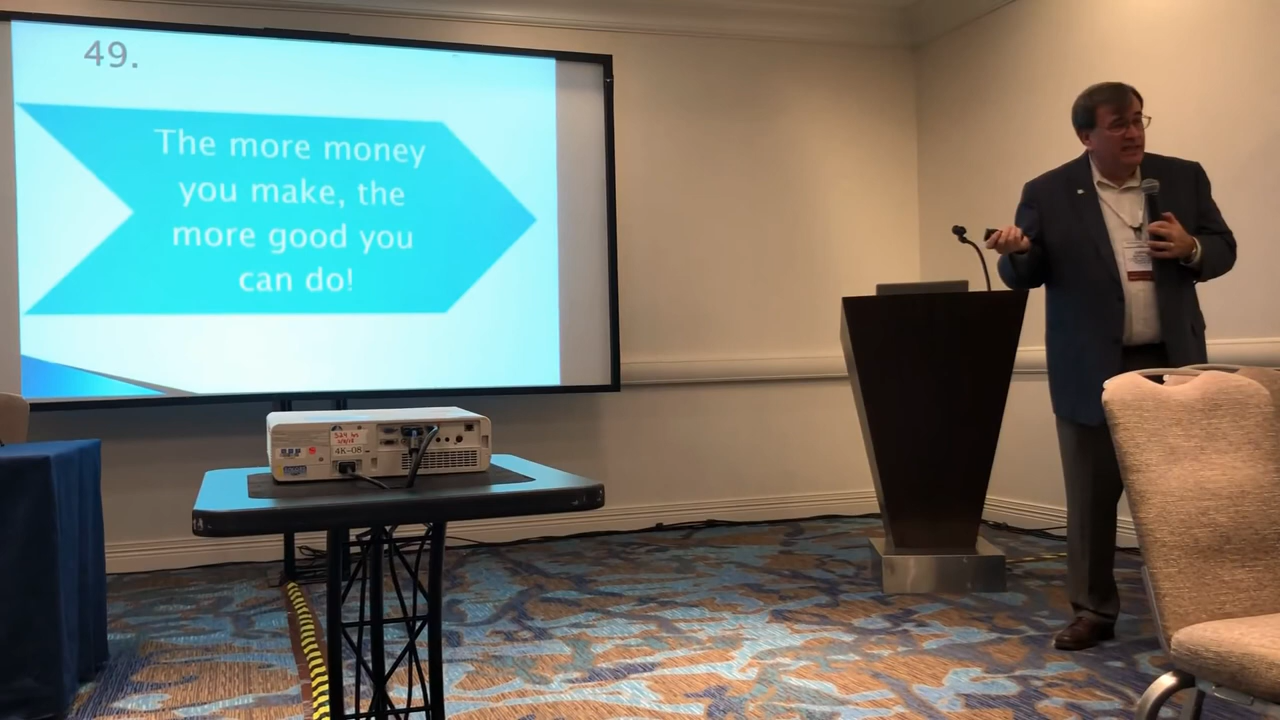 49.
The more money
you make, the
more good you
can do!
4K-08